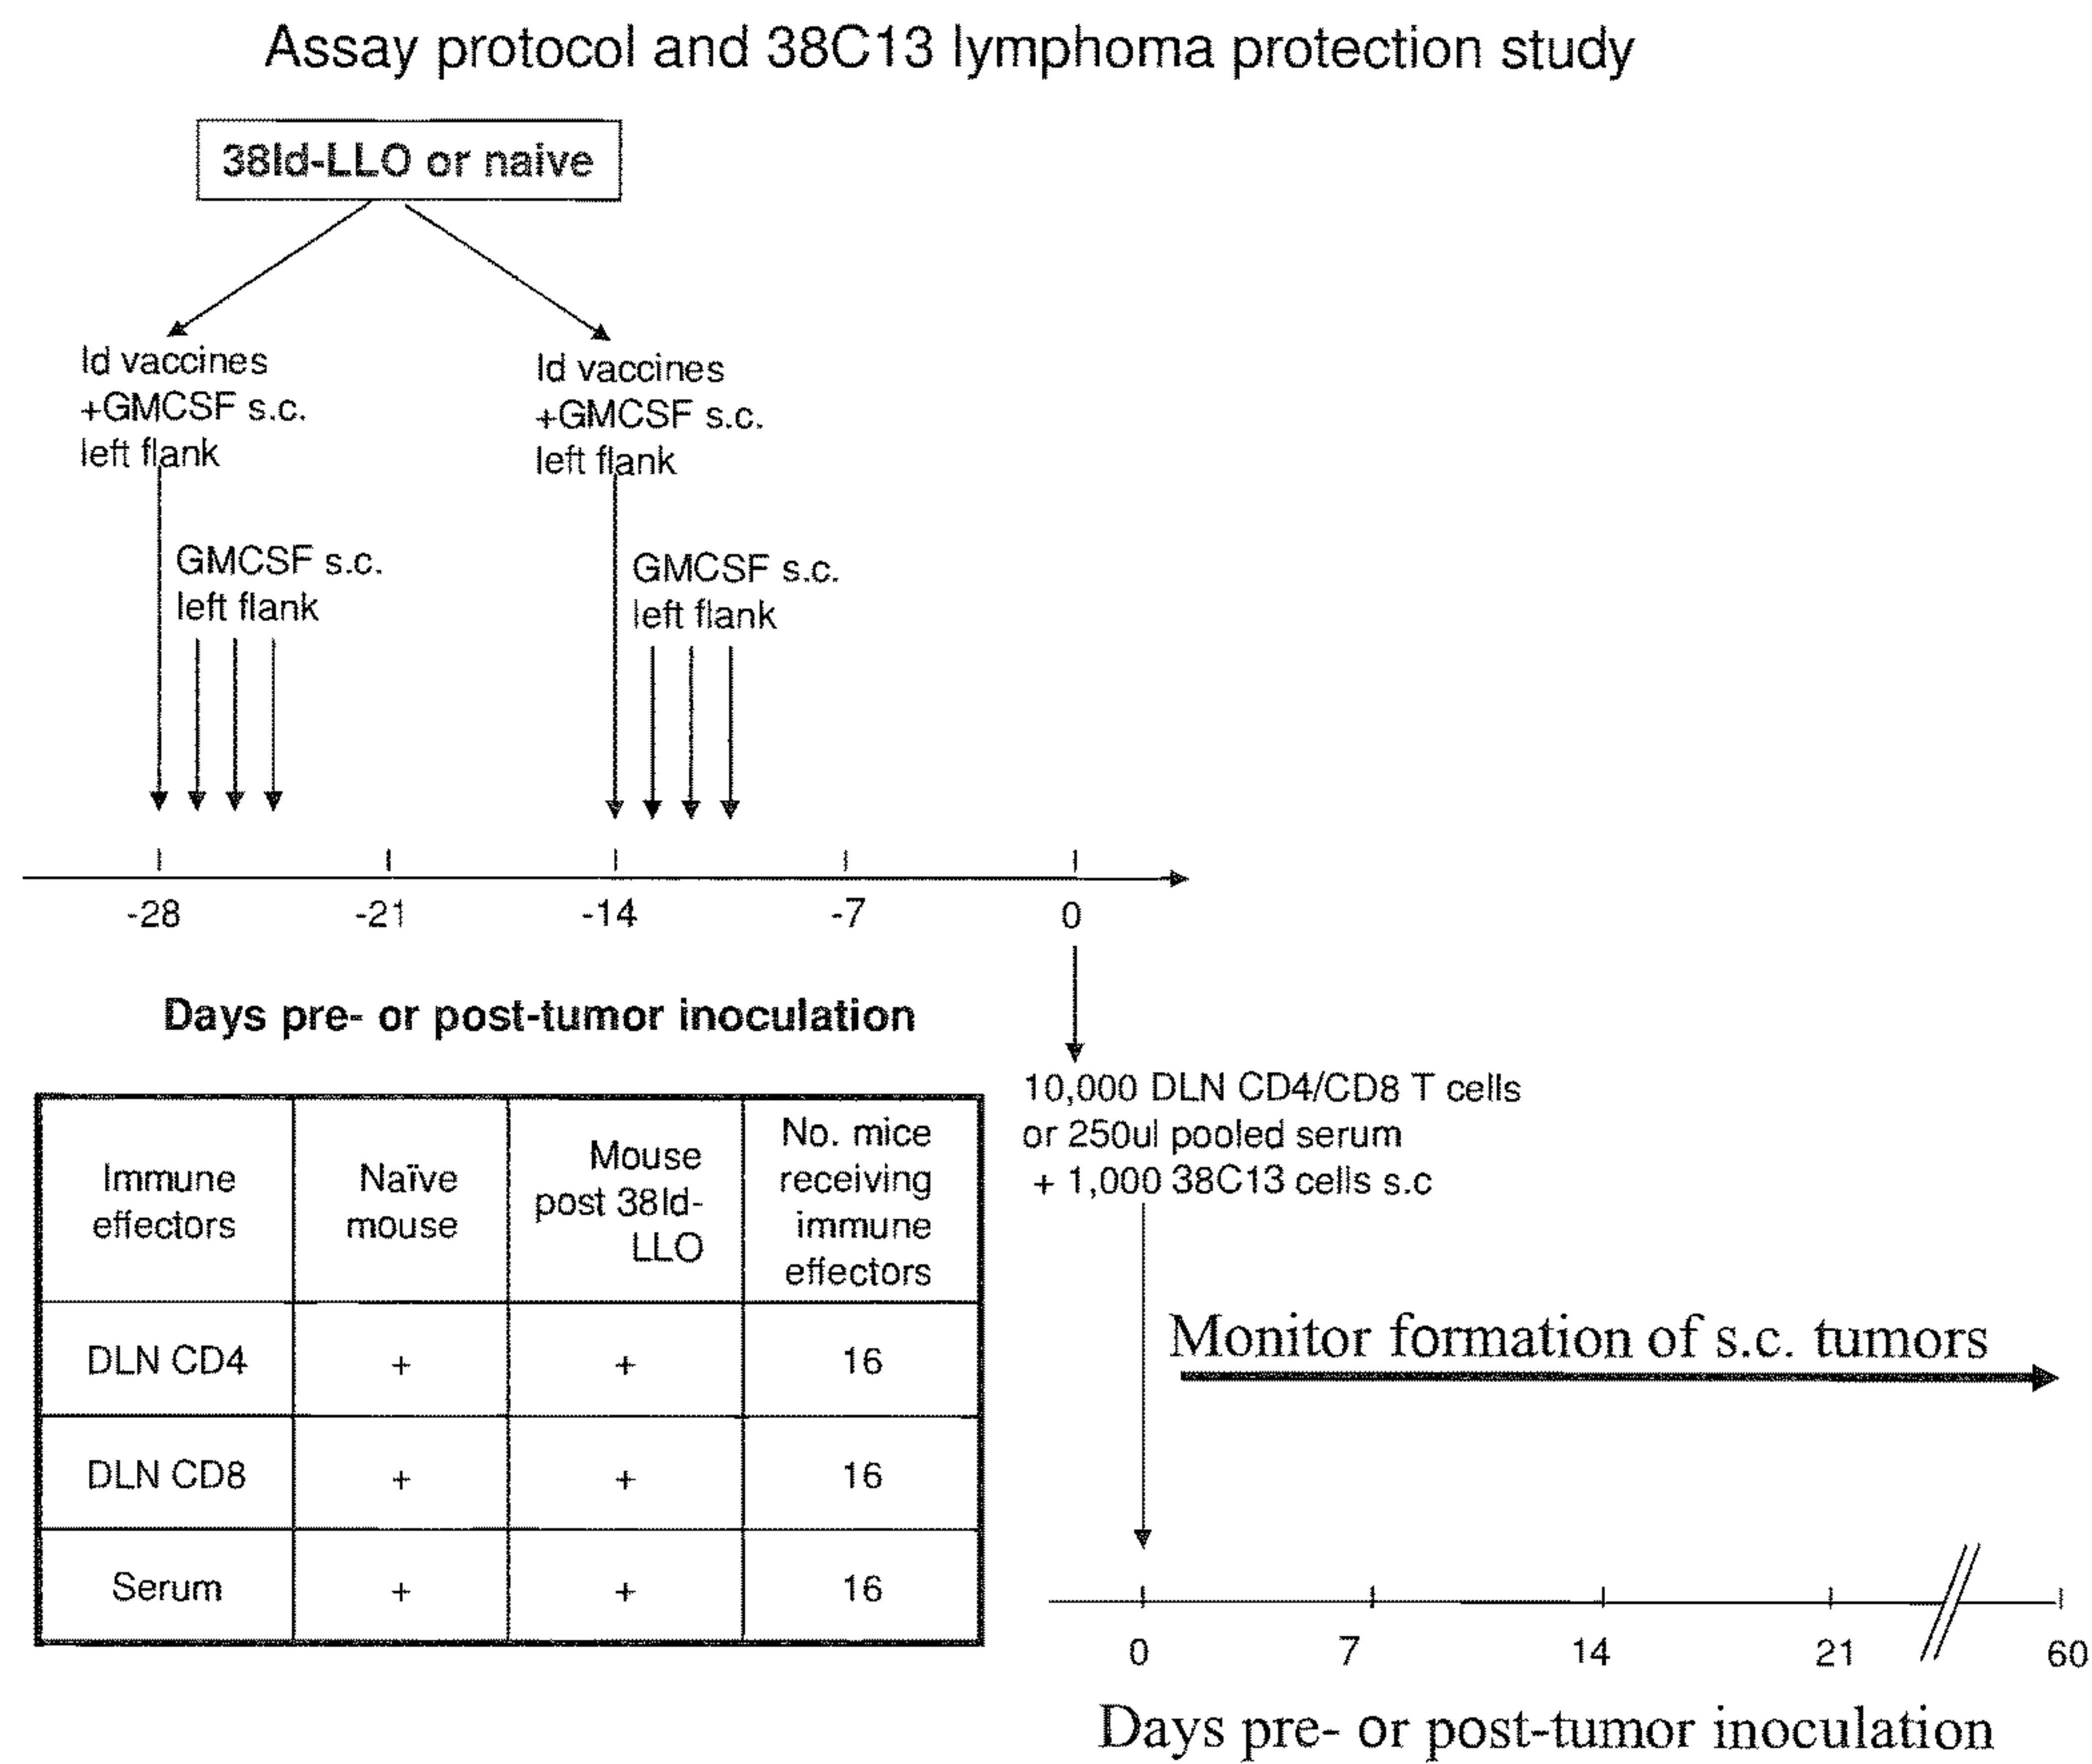 Assay protocol and 38C13 lymphoma protection study
38Id-LLO or naive
Id vaccines
+GMCSF s.c.
left flank
Id vaccines
+GMCSF s.c.
left flank
GMCSF s.c.
left flank
GMCSF s.c.
left flank
-28 -21 -14 -7 0
Days pre- or post-tumor inoculation
10,000 DLN CD4/CD8 T cells
or 250ul pooled serum
+ 1,000 38C13 cells s.c
Immune
effectors
Naïve
mouse
Mouse
post 38Id-
LLO
No. mice
receiving
immune
effectors
DLN CD4 + + 16
DLN CD8 + + 16
Serum + + 16
Monitor formation of s.c. tumors
0 7 14 21 60
Days pre- or post-tumor inoculation